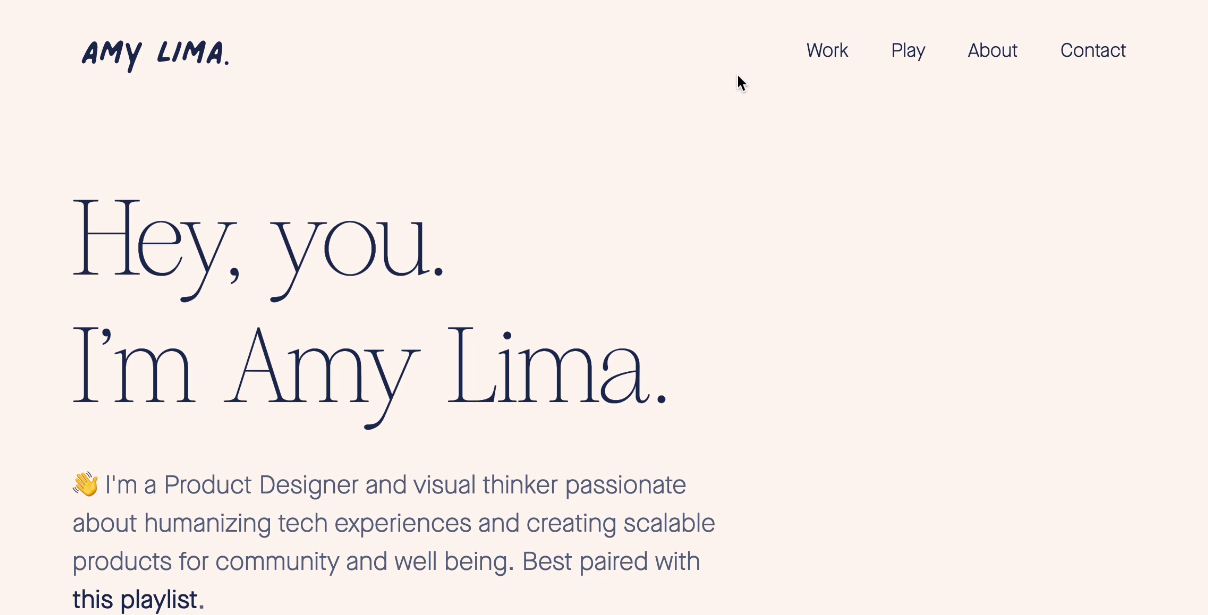 AMY LIMA.
Work Play About Contact
Hey, you.
I’m Amy Lima.
👋 I'm a Product Designer and visual thinker passionate
about humanizing tech experiences and creating scalable
products for community and well being. Best paired with
this playlist.